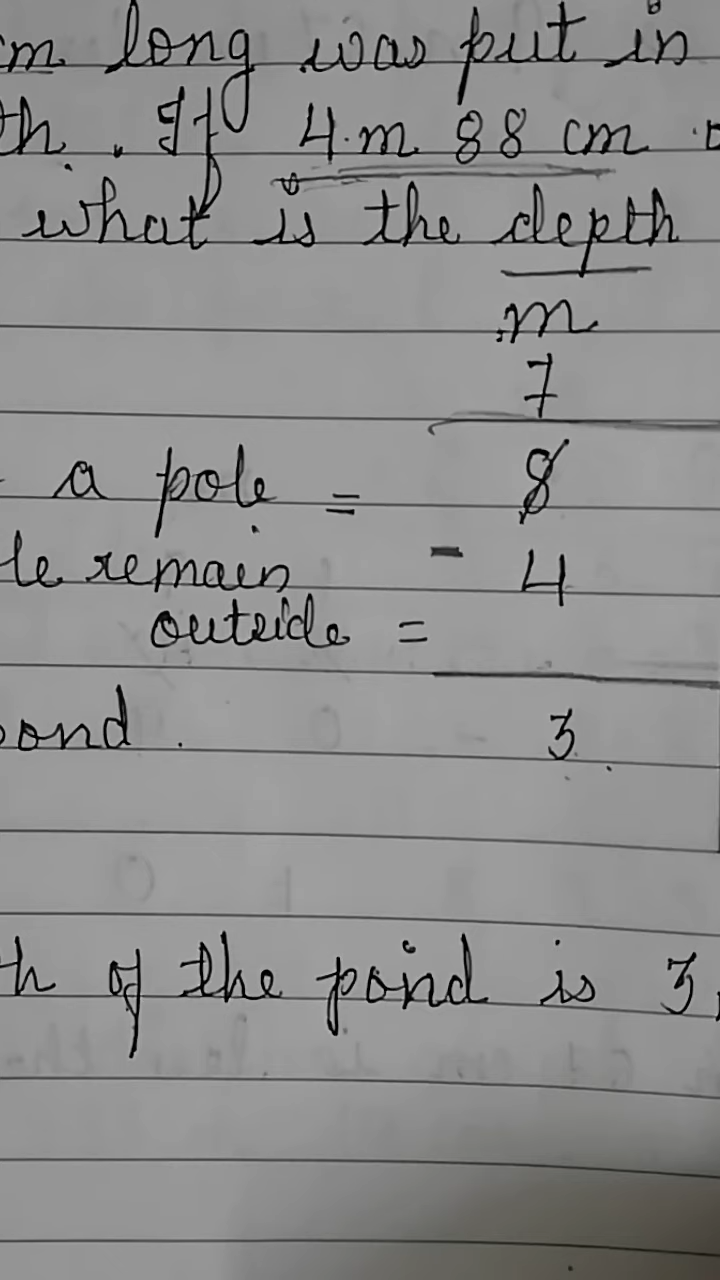 m long was put in
th. If 4 m 88 cm
what is the depth
m
7
a pole = 8
le remain - 4
outside =
ond. 3
h of the pond is 3